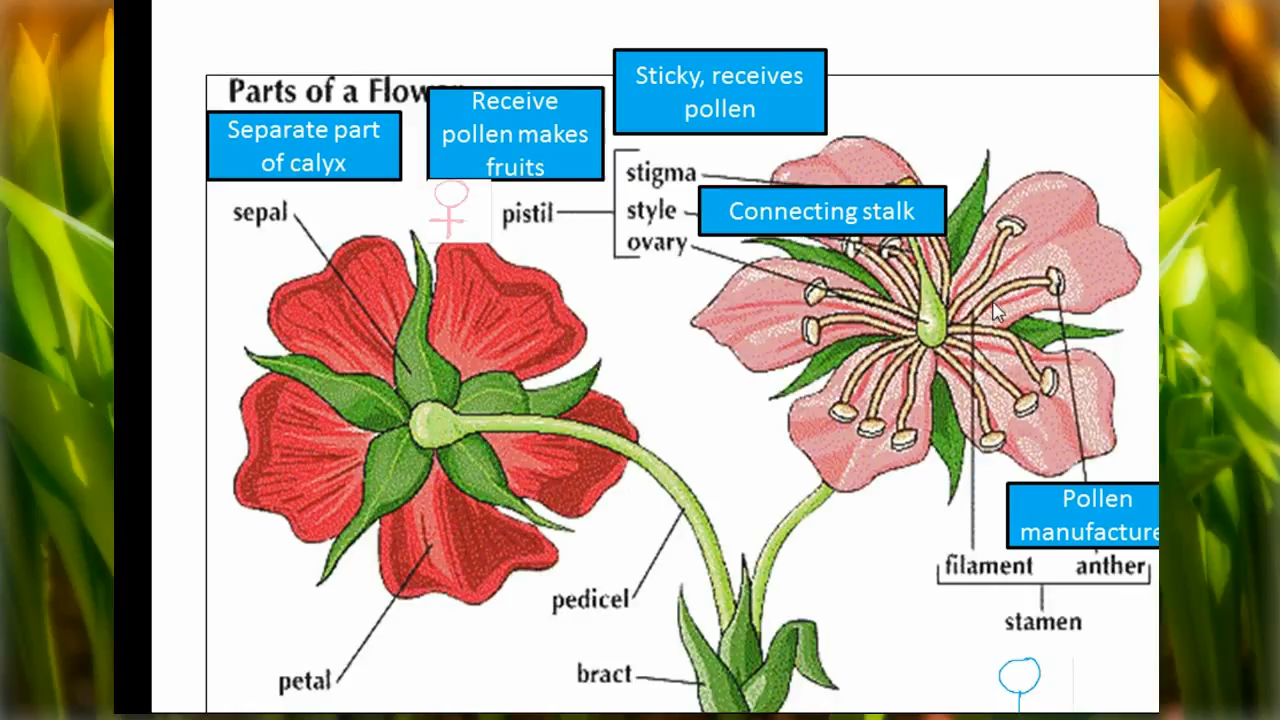 Parts of a Flow
Sticky, receives
pollen
Receive
pollen makes
fruits
Separate part
of calyx
stigma
style
ovary
Connecting stalk
sepal
pistil
Pollen
manufacture
filament
anther
stamen
pedicel
bract
petal